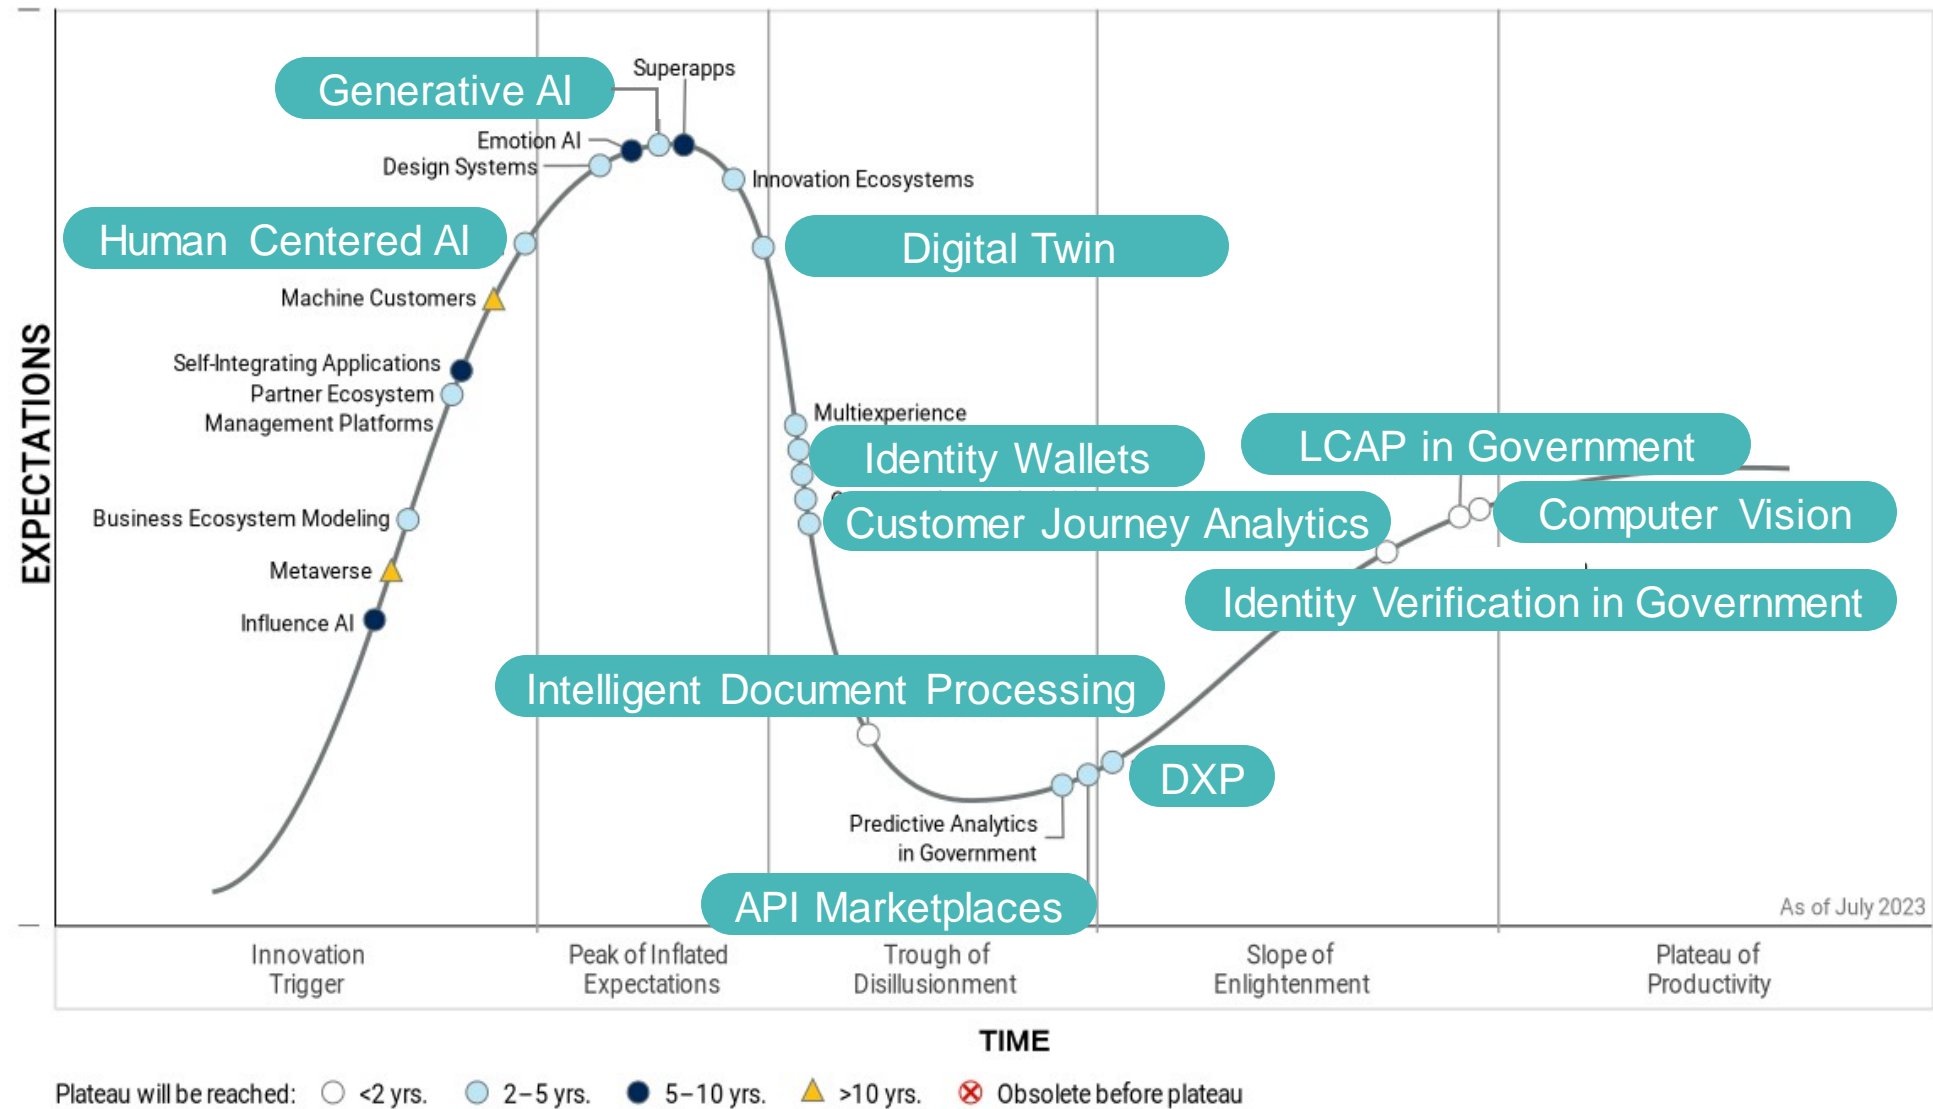 Superapps
Generative AI
Emotion AI
Design Systems
Innovation Ecosystems
Human Centered AI
Digital Twin
Machine Customers
Self-Integrating Applications
Partner Ecosystem
Management Platforms
Multiexperience
Identity Wallets
LCAP in Government
Customer Journey Analytics
Computer Vision
Business Ecosystem Modeling
Metaverse
Identity Verification in Government
Influence AI
Intelligent Document Processing
DXP
Predictive Analytics
in Government
API Marketplaces
As of July 2023
EXPECTATIONS
Innovation
Trigger
Peak of Inflated
Expectations
Trough of
Disillusionment
Slope of
Enlightenment
Plateau of
Productivity
TIME
Plateau will be reached: <2 yrs. 2–5 yrs. 5–10 yrs. >10 yrs. Obsolete before plateau